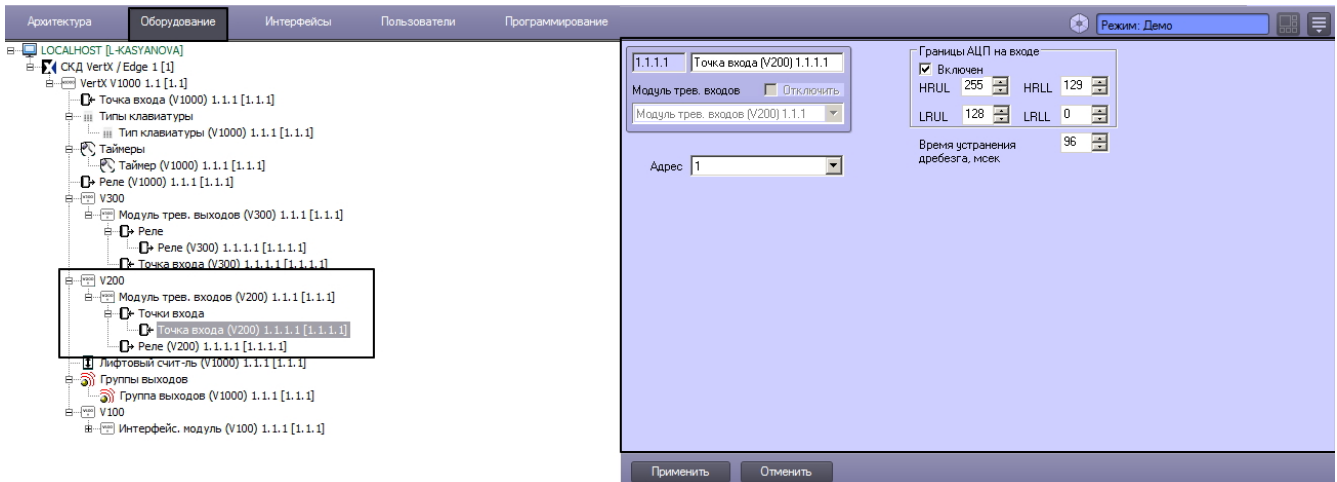 Архитектура Оборудование Интерфейсы Пользователи Программирование Режим: Демо
LOCALHOST [L-KASYANOVA]
СКД VertX / Edge 1 [1]
VertX V1000 1.1 [1.1]
Точка входа (V1000) 1.1.1 [1.1.1]
Типы клавиатуры
Тип клавиатуры (V1000) 1.1.1 [1.1.1]
Таймеры
Таймер (V1000) 1.1.1 [1.1.1]
Реле (V1000) 1.1.1 [1.1.1]
V300
Модуль трев. выходов (V300) 1.1.1 [1.1.1]
Реле
Реле (V300) 1.1.1.1 [1.1.1.1]
Точка входа (V300) 1.1.1.1 [1.1.1.1]
V200
Модуль трев. входов (V200) 1.1.1 [1.1.1]
Точки входа
Точка входа (V200) 1.1.1.1 [1.1.1.1]
Реле (V200) 1.1.1.1 [1.1.1.1]
Лифтовый счит-ль (V1000) 1.1.1 [1.1.1]
Группы выходов
Группа выходов (V1000) 1.1.1 [1.1.1]
V100
Интерфейс. модуль (V100) 1.1.1 [1.1.1]
1.1.1.1 Точка входа (V200) 1.1.1.1
Модуль трев. входов Отключить
Модуль трев. входов (V200) 1.1.1
Адрес 1
Границы АЦП на входе
Включен
HRUL 255 HRLL 129
LRUL 128 LRLL 0
Время устранения 96
дребезга, мсек
Применить Отменить